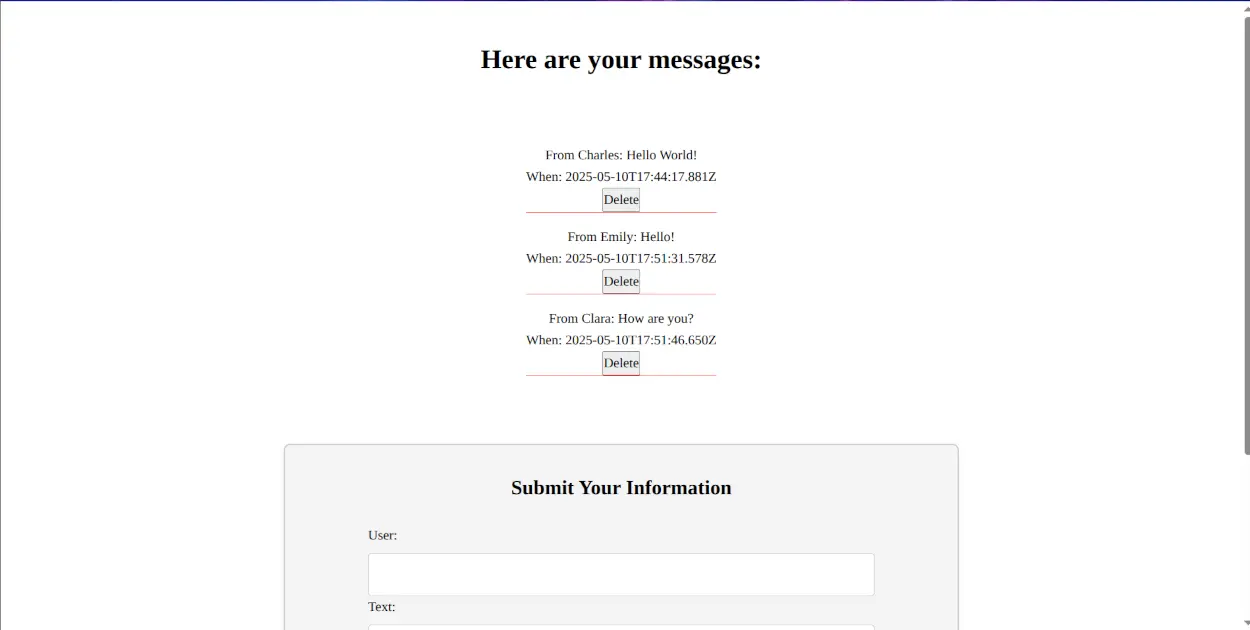 Here are your messages:
From Charles: Hello World!
When: 2025-05-10T17:44:17.881Z
Delete
From Emily: Hello!
When: 2025-05-10T17:51:31.578Z
Delete
From Clara: How are you?
When: 2025-05-10T17:51:46.650Z
Delete
Submit Your Information
User:
Text: